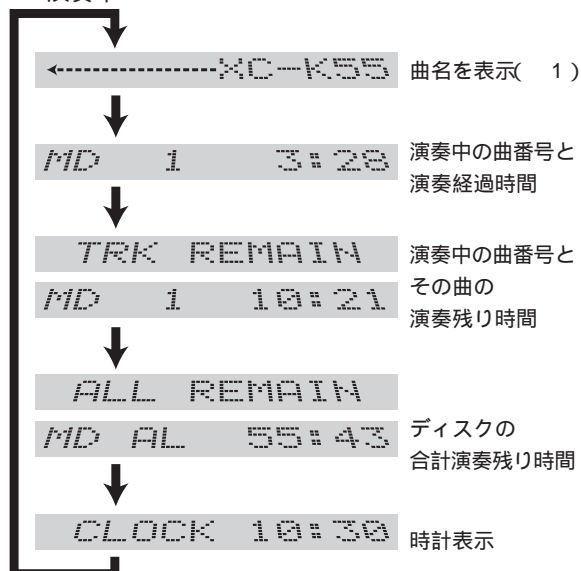 XC-K55 曲名を表示( 1)
MD 1 3:28
演奏中の曲番号と
演奏経過時間
TRK REMAIN
MD 1 10:21
演奏中の曲番号と
その曲の
演奏残り時間
ALL REMAIN
MD AL 55:43
ディスクの
合計演奏残り時間
CLOCK 10:30 時計表示